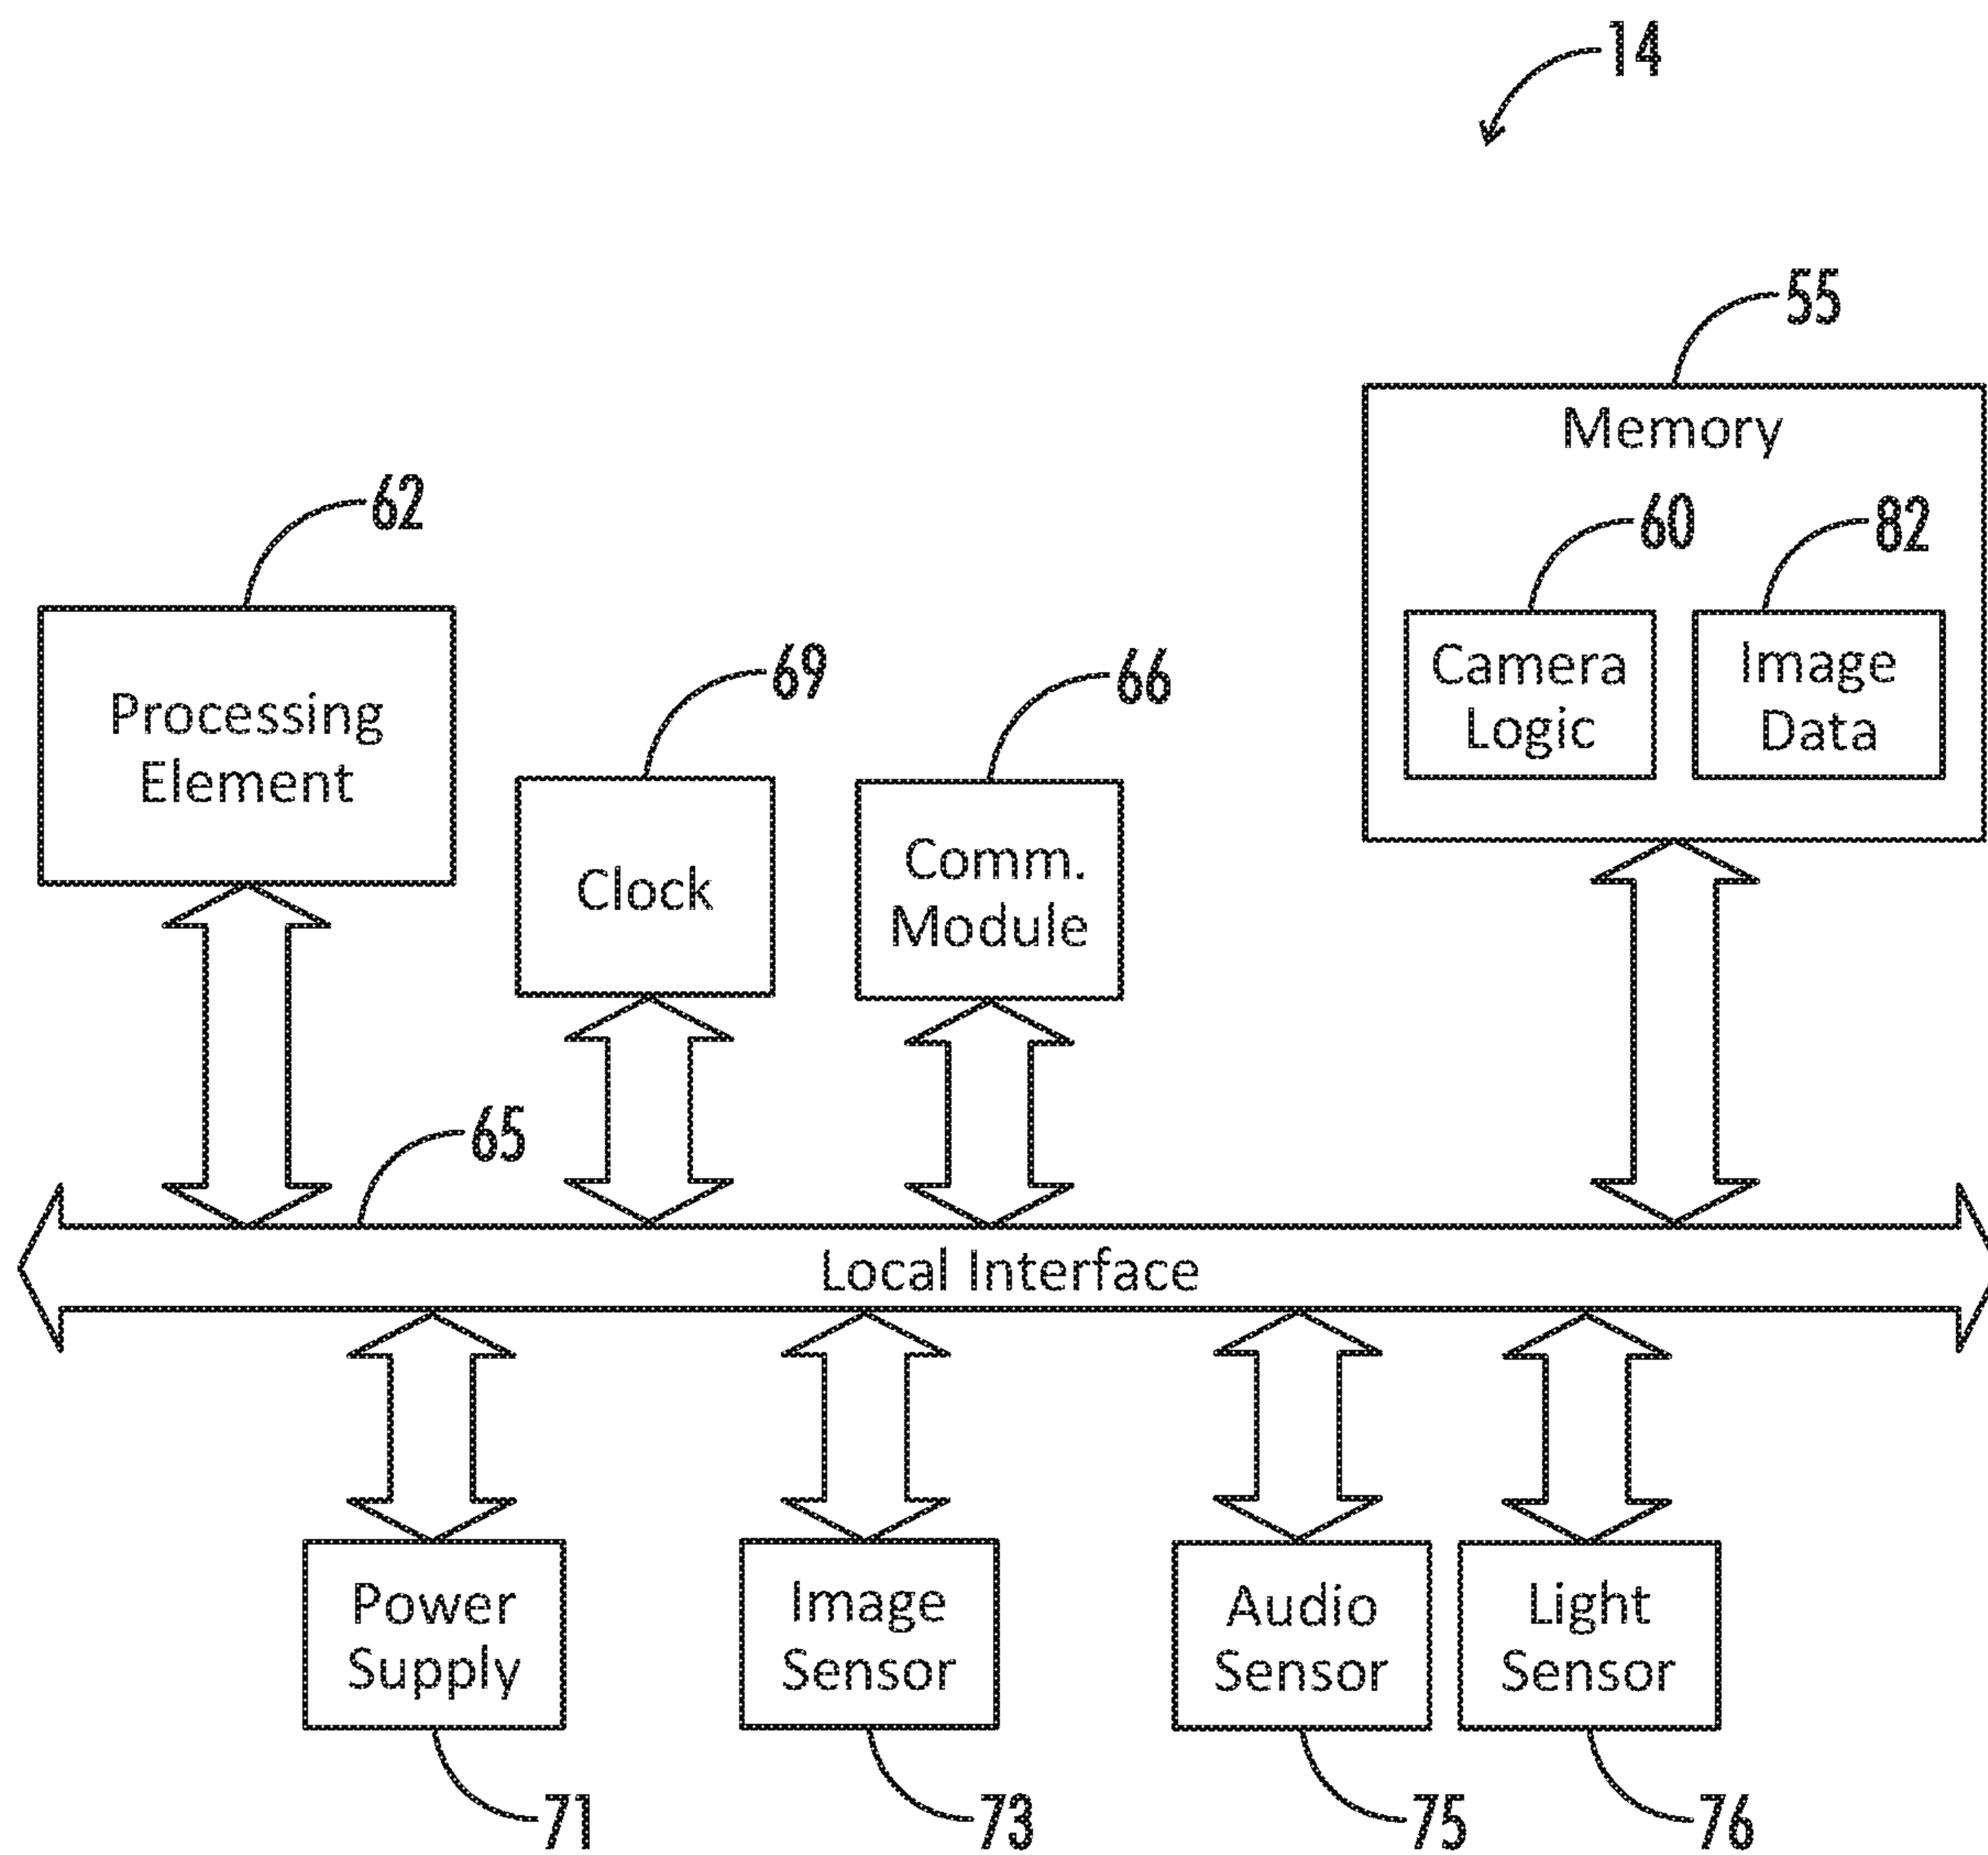 14
55
Memory
62
60
82
Processing
Element
69
66
Camera
Logic
Image
Data
Clock
Comm.
Module
65
Local Interface
Power
Supply
Image
Sensor
Audio
Sensor
Light
Sensor
71
73
75
76